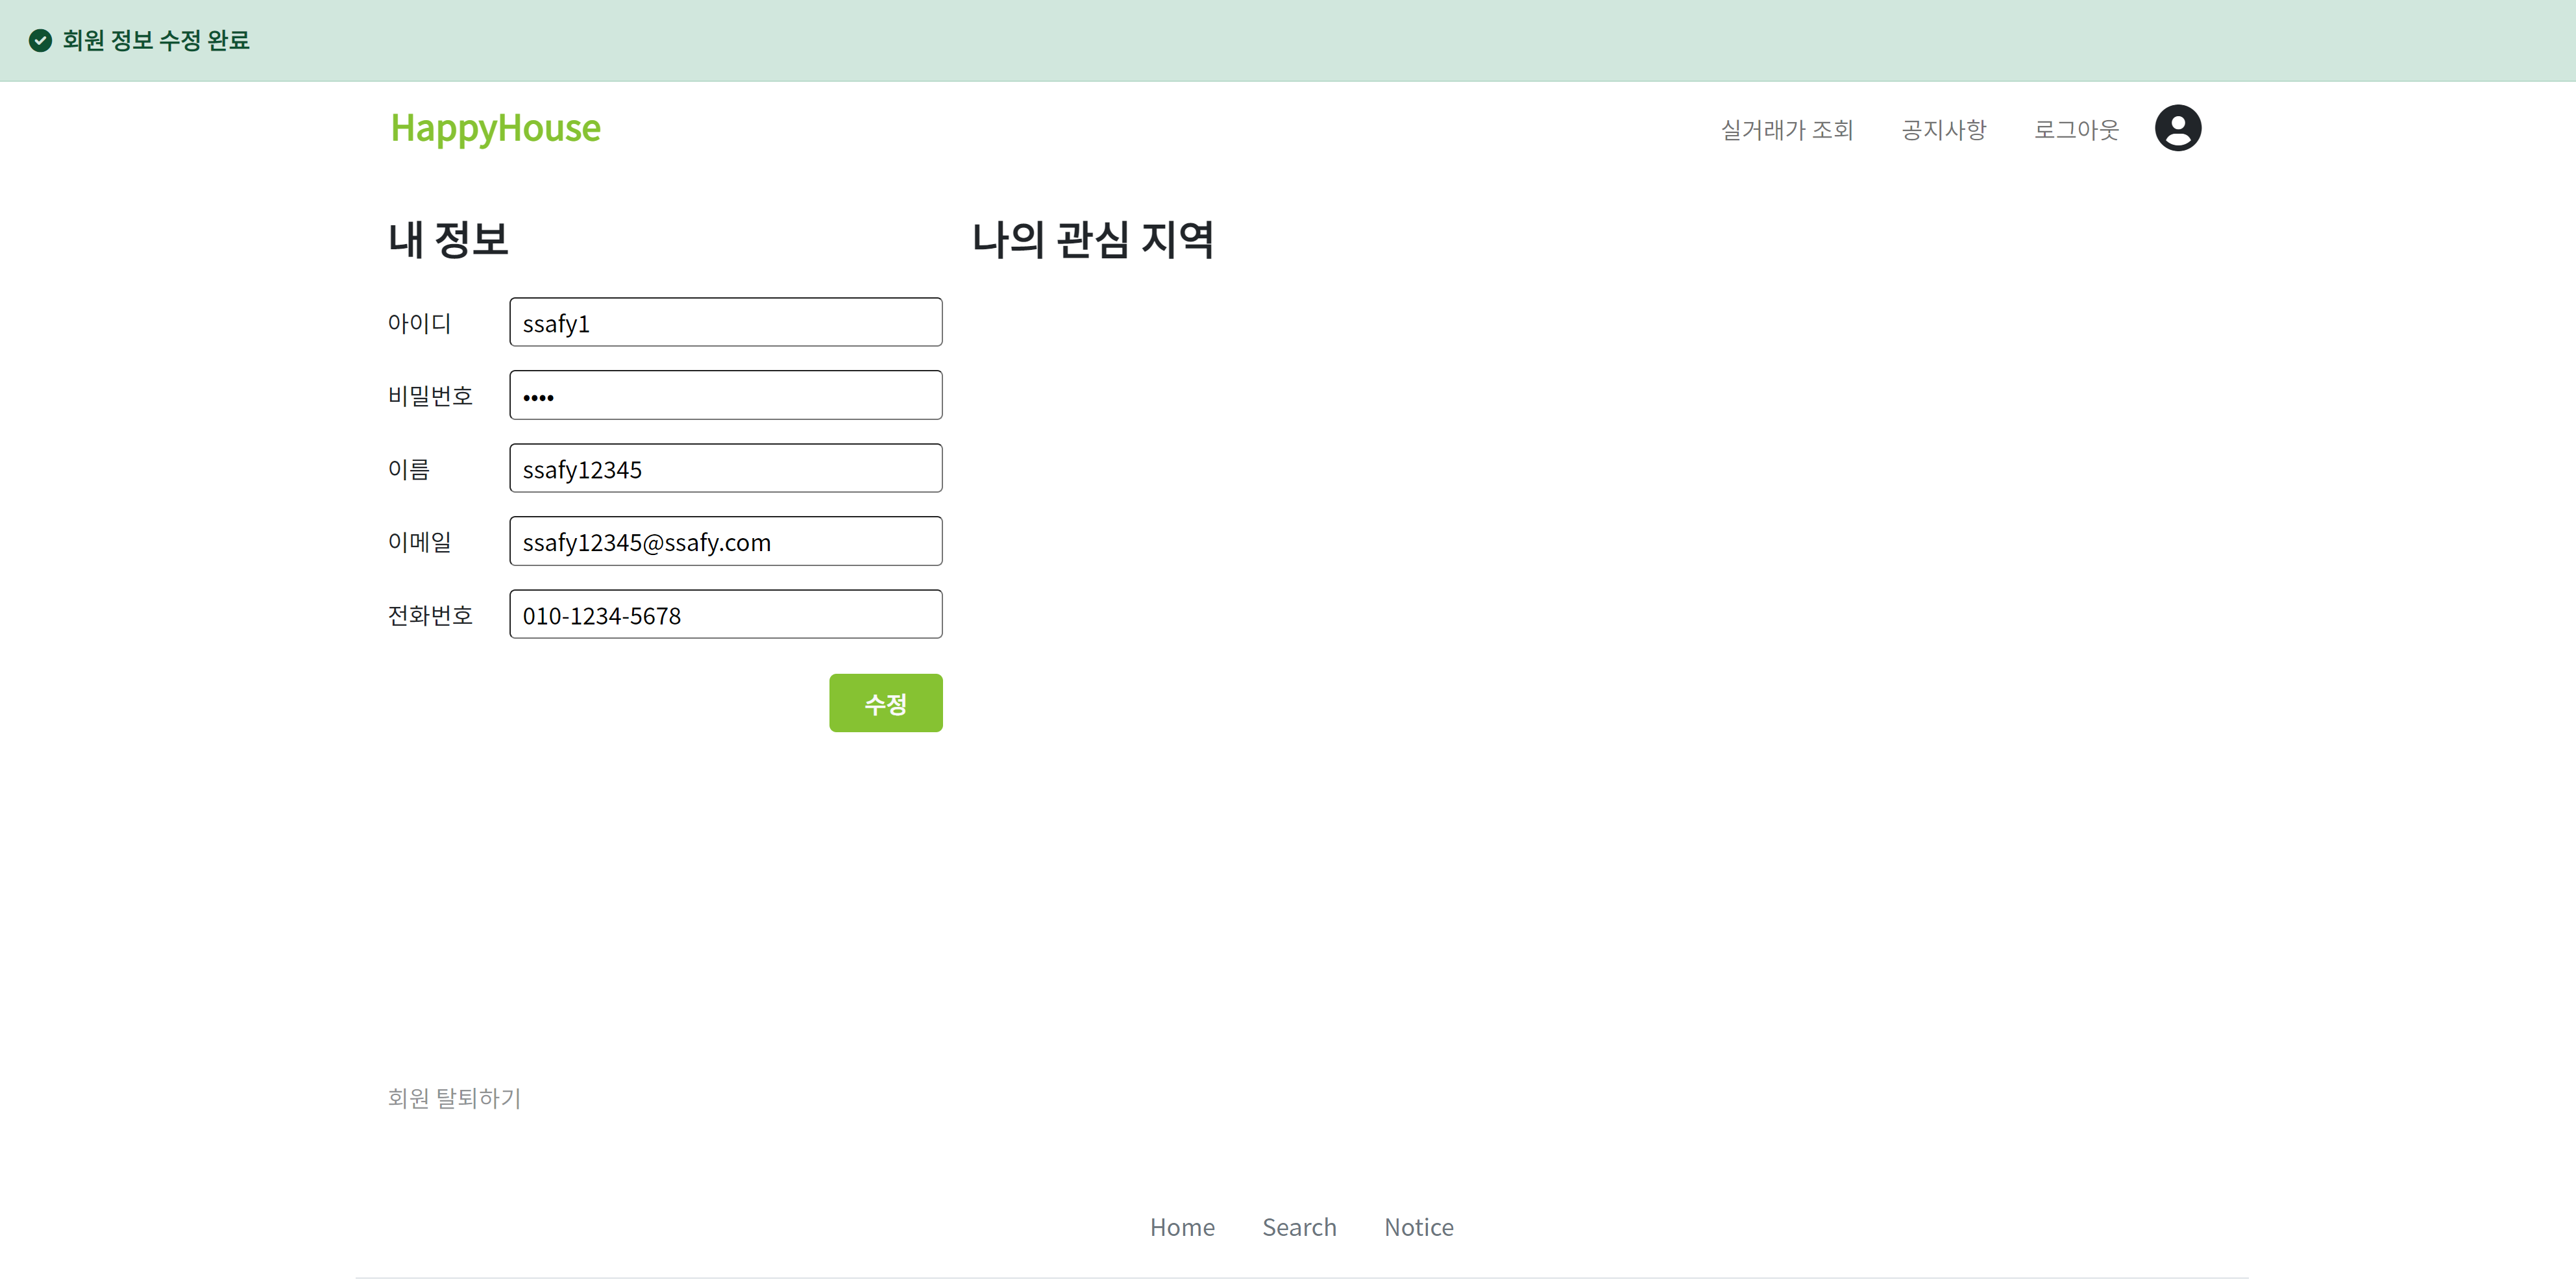 회원 정보 수정 완료
HappyHouse
실거래가 조회 공지사항 로그아웃
내 정보
아이디 ssafy1
비밀번호 ••••
이름 ssafy12345
이메일 ssafy12345@ssafy.com
전화번호 010-1234-5678
수정
나의 관심 지역
회원 탈퇴하기
Home Search Notice